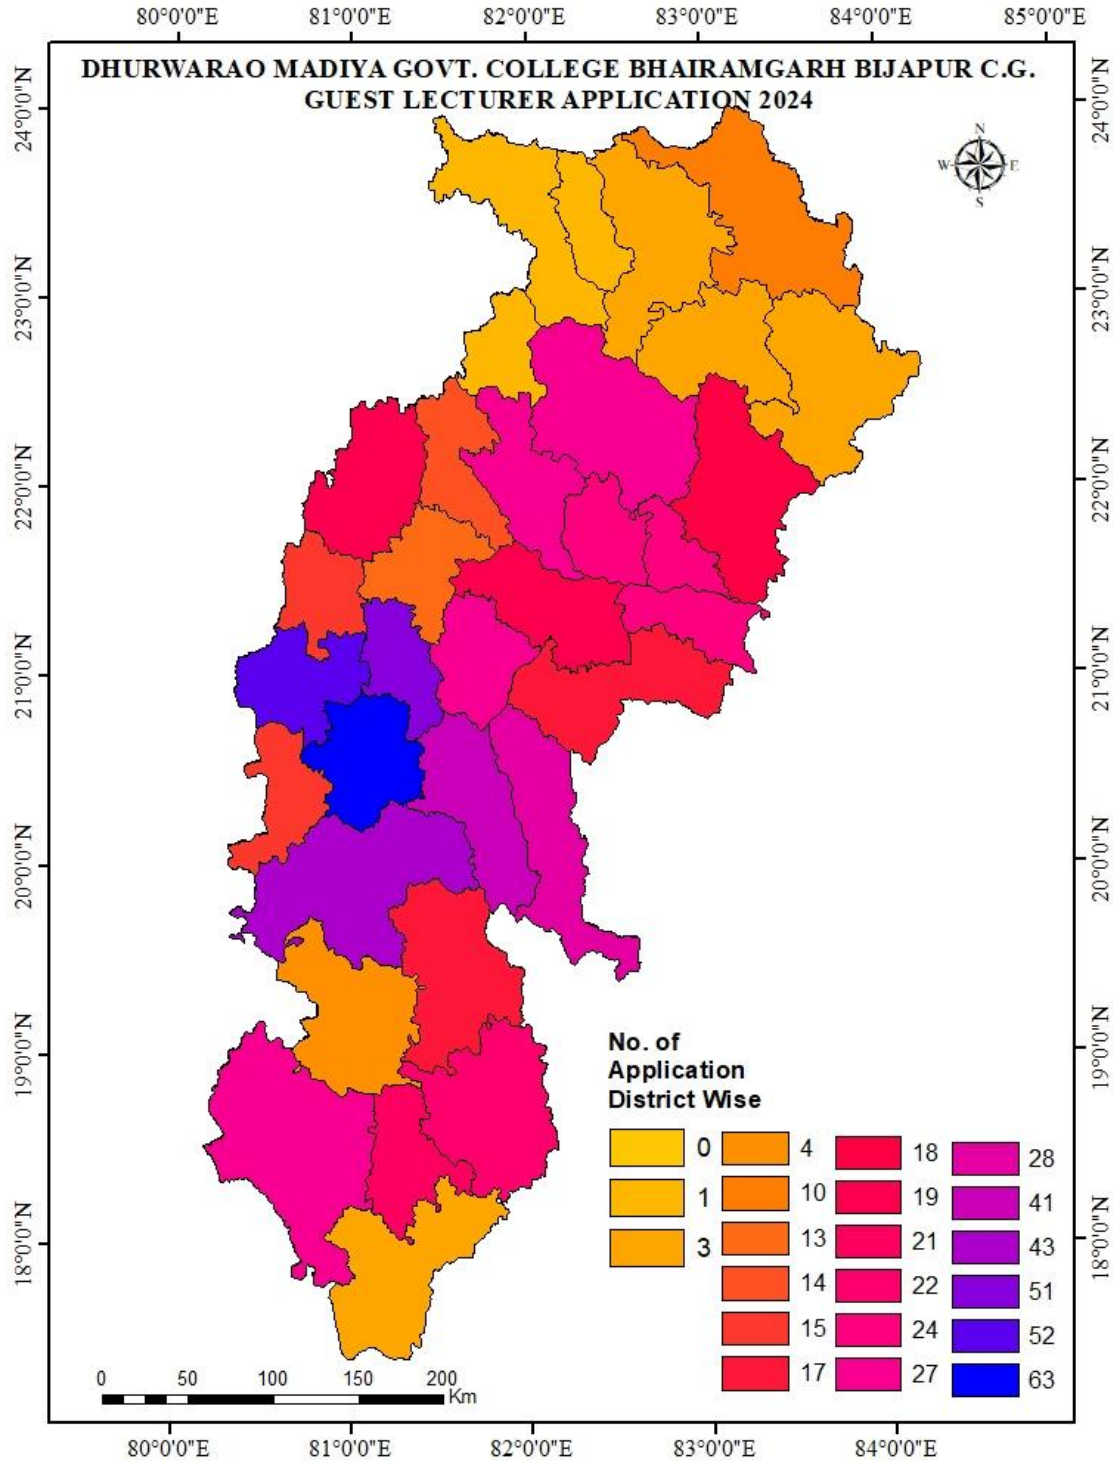 80°0'0"E 81°0'0"E 82°0'0"E 83°0'0"E 84°0'0"E 85°0'0"E
DHURWARAO MADIYA GOVT. COLLEGE BHAIRAMGARH BIJAPUR C.G.
GUEST LECTURER APPLICATION 2024
N
W E
S
24°0'0"N 24°0'0"N
23°0'0"N 23°0'0"N
22°0'0"N 22°0'0"N
21°0'0"N 21°0'0"N
20°0'0"N 20°0'0"N
19°0'0"N 19°0'0"N
18°0'0"N 18°0'0"N
No. of
Application
District Wise
0
1
3
4
10
13
14
15
17
18
19
21
22
24
27
28
41
43
51
52
63
0 50 100 150 200
Km
80°0'0"E 81°0'0"E 82°0'0"E 83°0'0"E 84°0'0"E